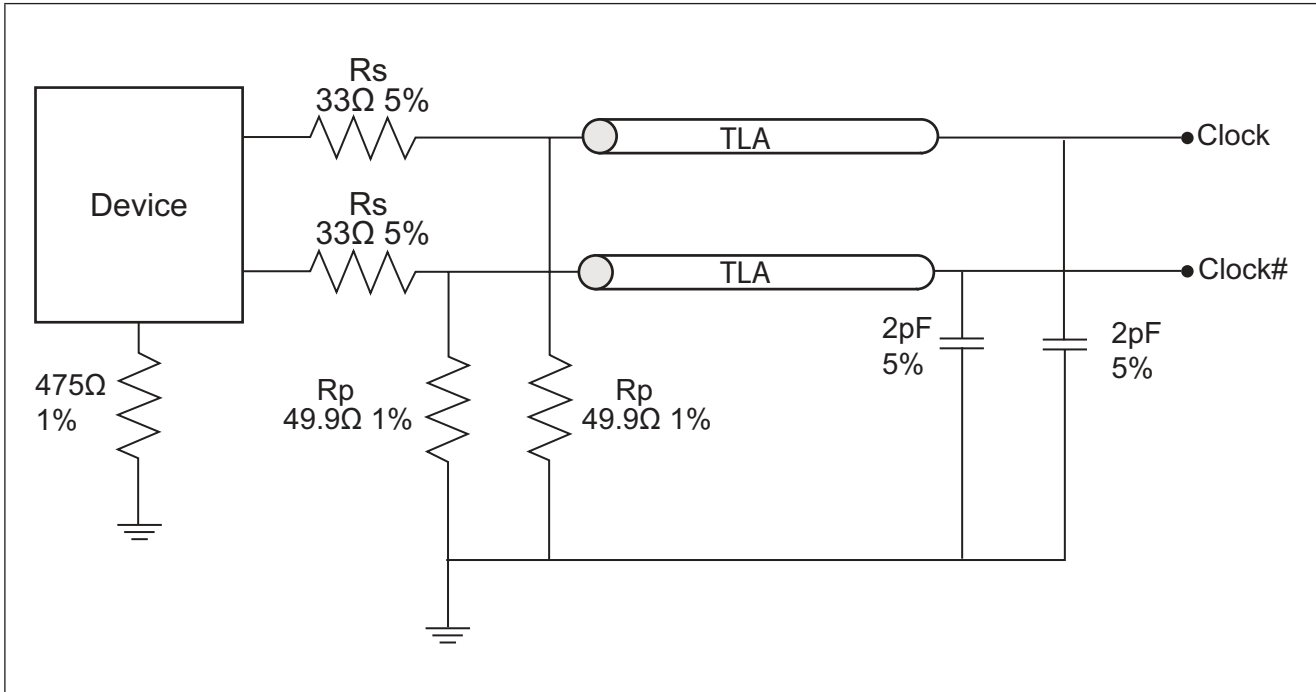 Rs
33Ω 5%
TLA
Clock
Device
Rs
33Ω 5%
TLA
Clock#
2pF
5%
2pF
5%
475Ω
1%
Rp
49.9Ω 1%
Rp
49.9Ω 1%